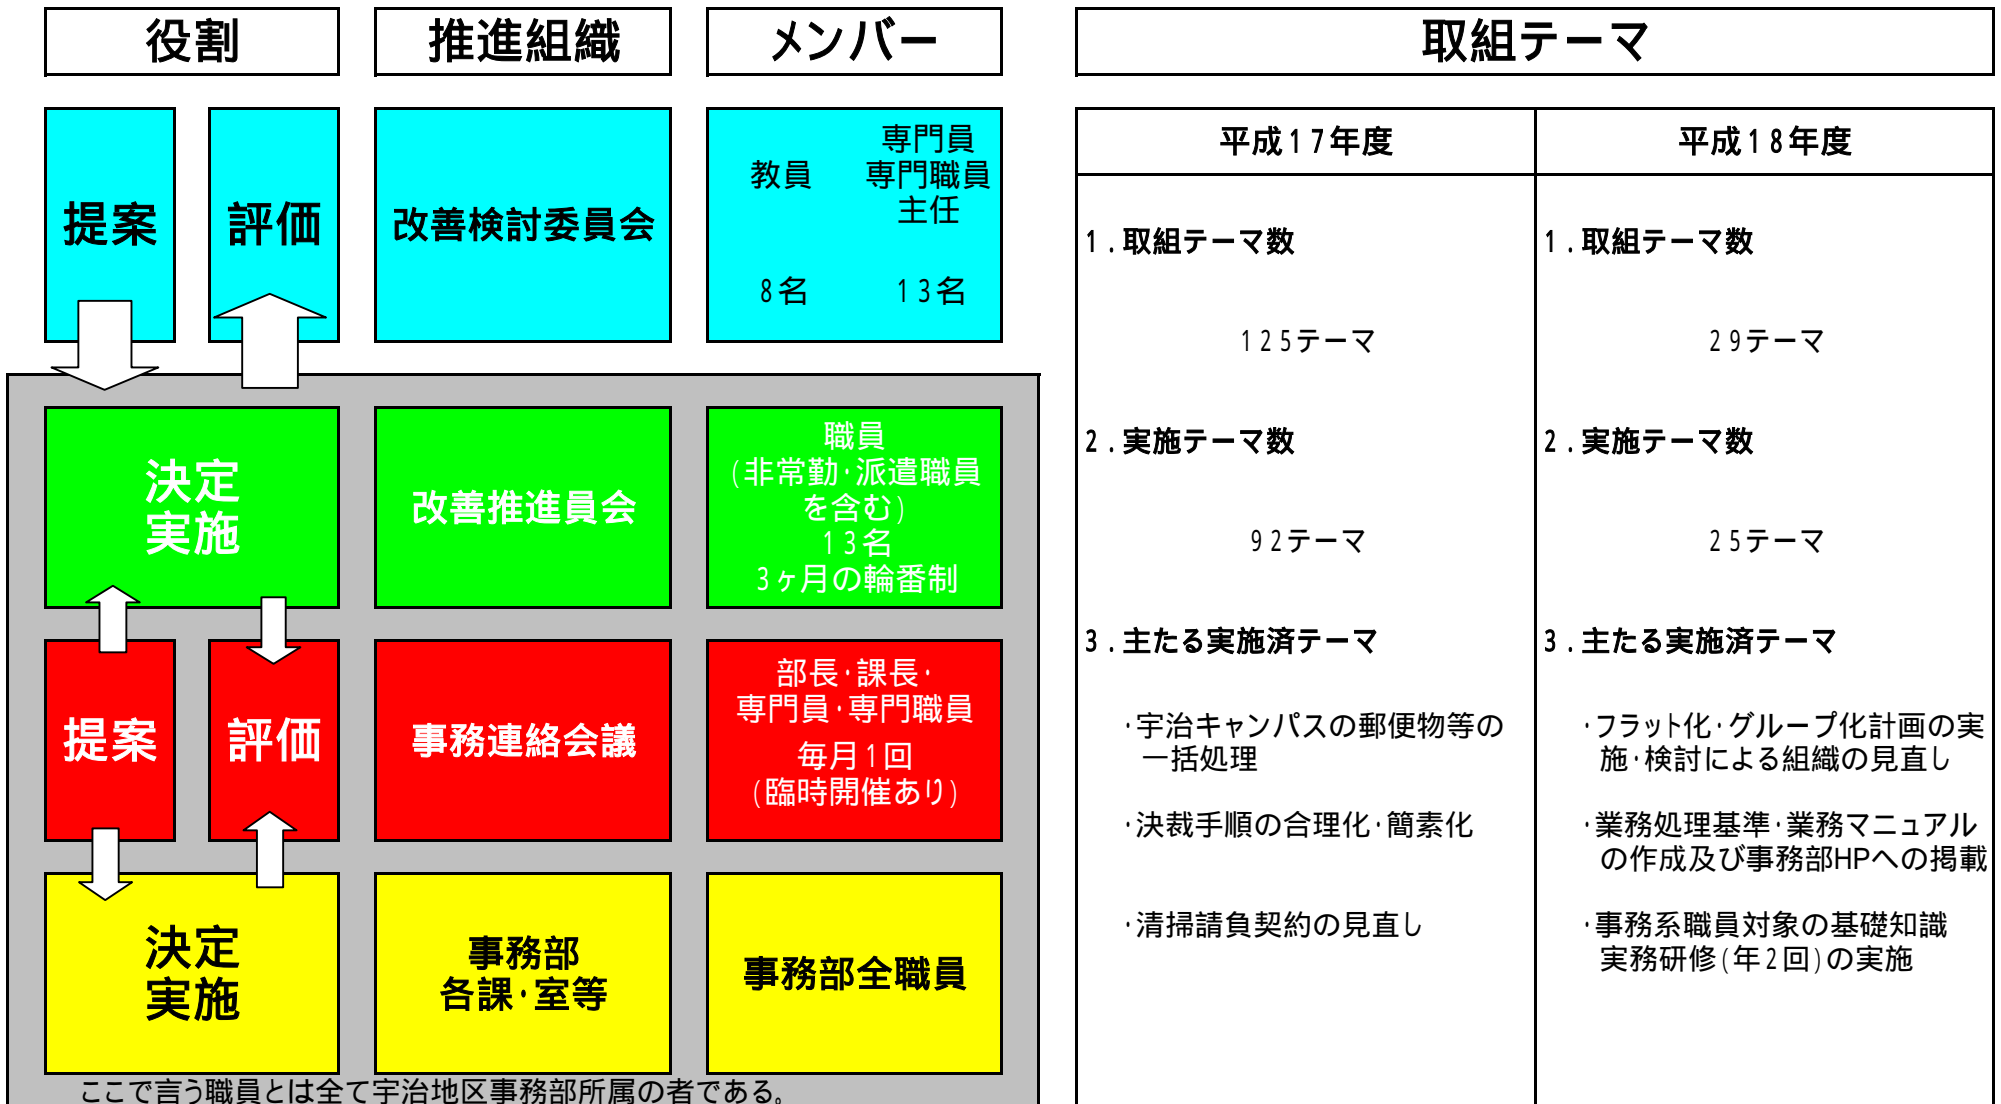 役割
推進組織
メンバー
取組テーマ
提案
評価
改善検討委員会
教員
8名
専門員
専門職員
主任
13名
決定
実施
改善推進員会
職員
(非常勤･派遣職員
を含む)
13名
3ヶ月の輪番制
提案
評価
事務連絡会議
部長･課長･
専門員･専門職員
毎月1回
(臨時開催あり)
決定
実施
事務部
各課･室等
事務部全職員
ここで言う職員とは全て宇治地区事務部所属の者である。
平成17年度
1.取組テーマ数
125テーマ
2.実施テーマ数
92テーマ
3.主たる実施済テーマ
･宇治キャンパスの郵便物等の
一括処理
･決裁手順の合理化･簡素化
･清掃請負契約の見直し
平成18年度
1.取組テーマ数
29テーマ
2.実施テーマ数
25テーマ
3.主たる実施済テーマ
･フラット化･グループ化計画の実
施･検討による組織の見直し
･業務処理基準･業務マニュアル
の作成及び事務部HPへの掲載
･事務系職員対象の基礎知識
実務研修(年2回)の実施